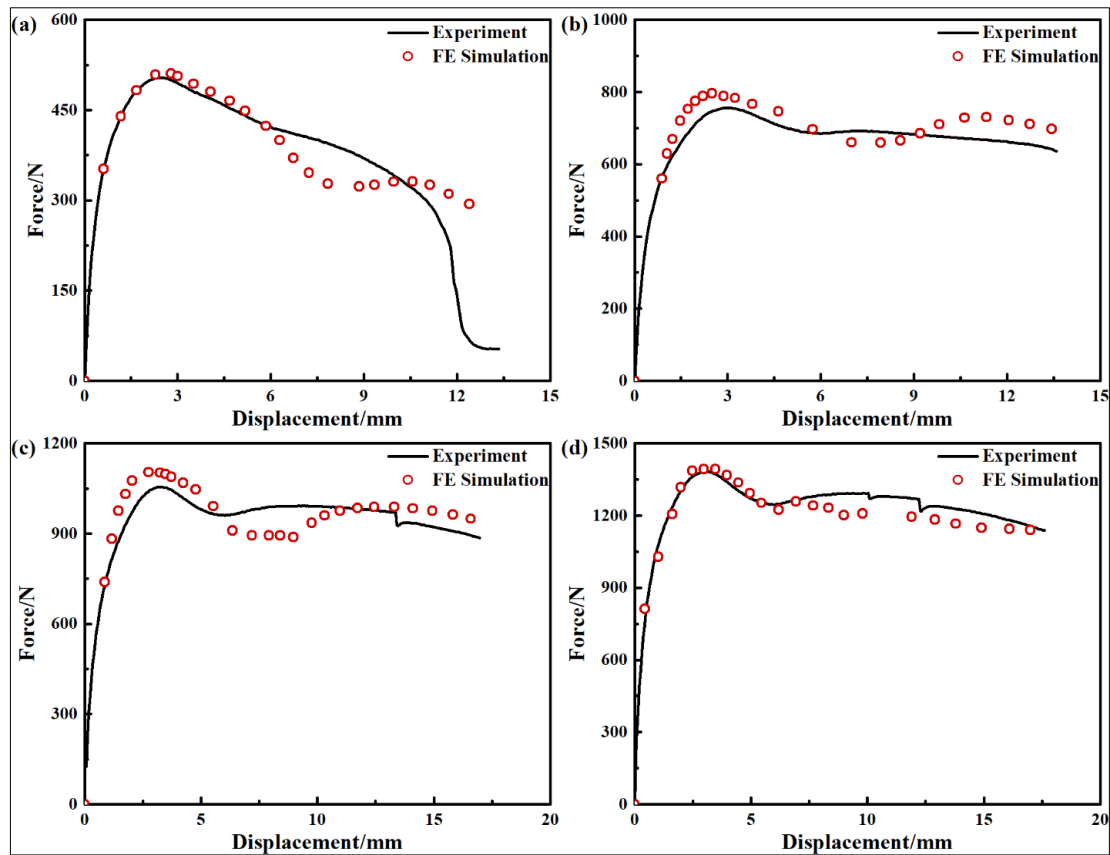 (a)
Experiment
FE Simulation
Force/N
600
450
300
150
0
0 3 6 9 12 15
Displacement/mm
(b)
Experiment
FE Simulation
Force/N
1000
800
600
400
200
0
0 3 6 9 12 15
Displacement/mm
(c)
Experiment
FE Simulation
Force/N
1200
900
600
300
0
0 5 10 15 20
Displacement/mm
(d)
Experiment
FE Simulation
Force/N
1500
1200
900
600
300
0
0 5 10 15 20
Displacement/mm